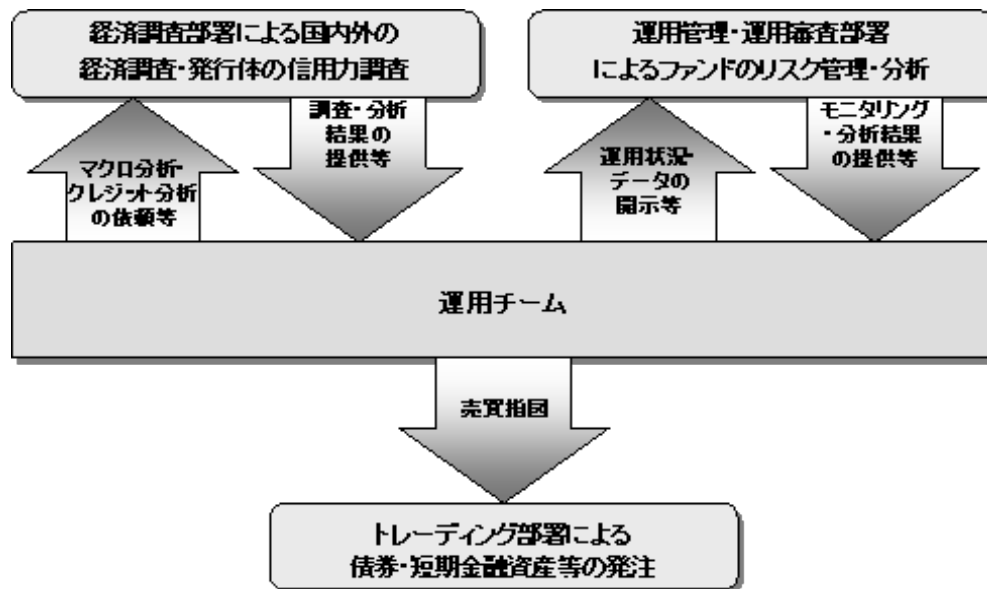 経済調査部署による国内外の
経済調査・発行体の信用力調査
運用管理・運用審査部署
によるファンドのリスク管理・分析
マクロ分析・
クレジット分析
の依頼等
調査・分析
結果の
提供等
運用状況・
データの
開示等
モニタリング
・分析結果
の提供等
運用チーム
売買指図
トレーディング部署による
債券・短期金融資産等の発注